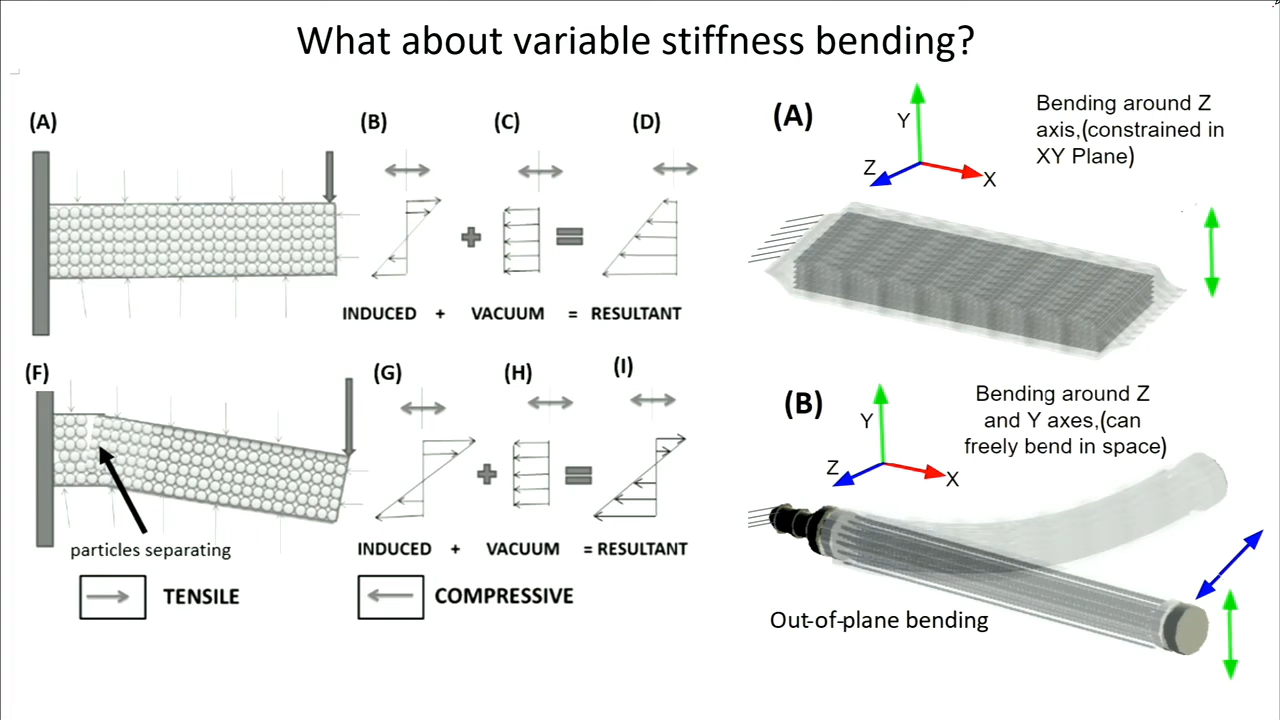 What about variable stiffness bending?
(A)
(B)
(C)
(D)
INDUCED + VACUUM = RESULTANT
(F)
(G)
(H)
(I)
particles separating
INDUCED + VACUUM = RESULTANT
TENSILE
COMPRESSIVE
(A)
Y
Z
X
Bending around Z
axis,(constrained in
XY Plane)
(B)
Y
Z
X
Bending around Z
and Y axes,(can
freely bend in space)
Out-of-plane bending